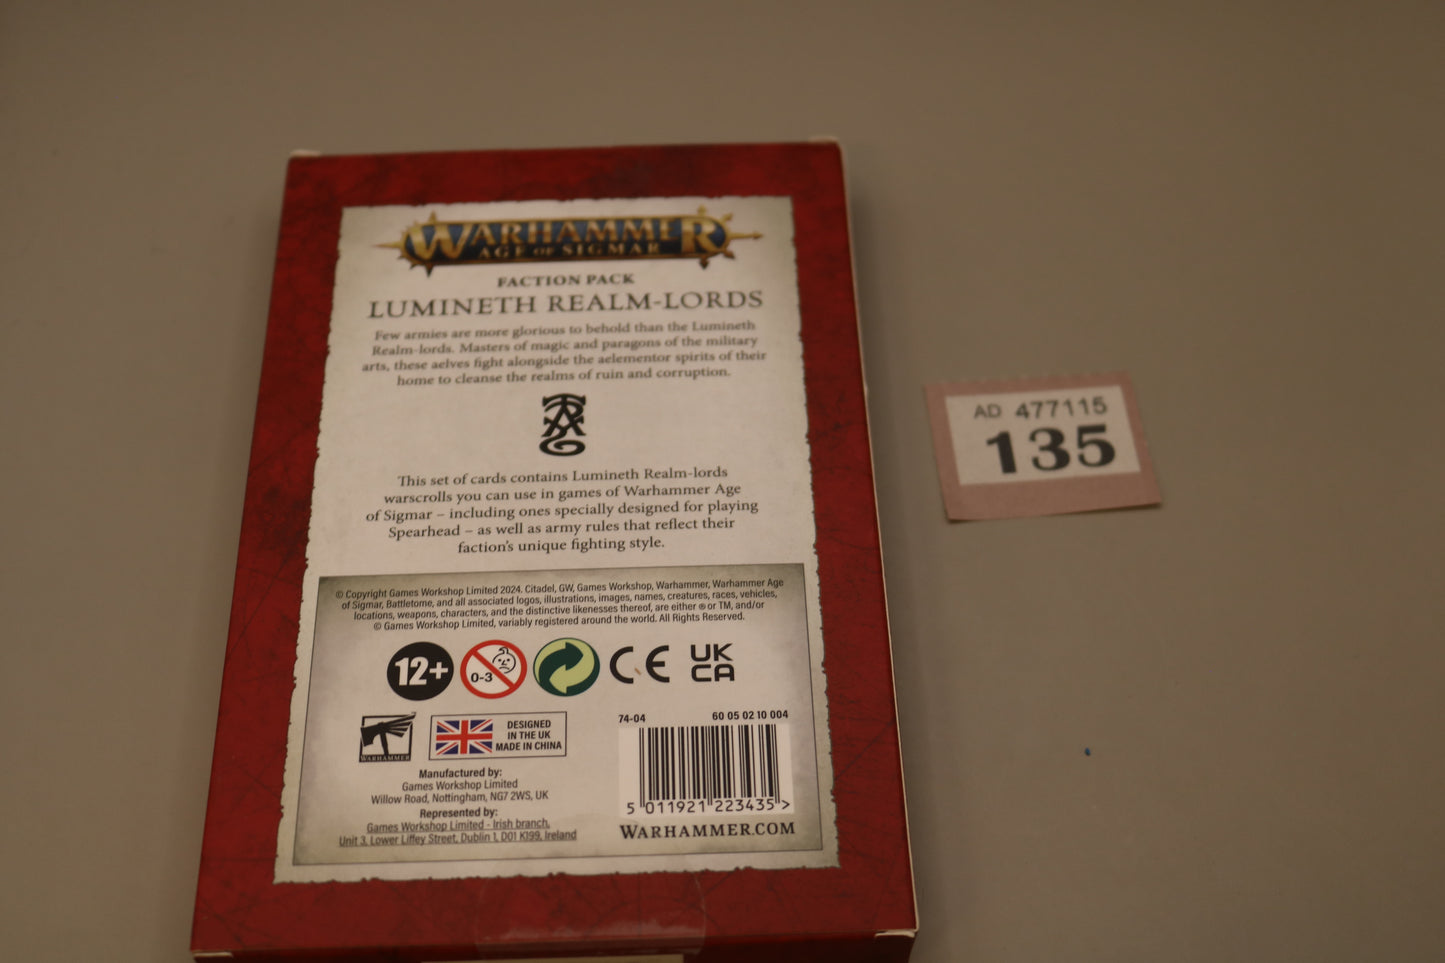 WARHAMMER
AGE OF SIGMAR
FACTION PACK
LUMINETH REALM-LORDS
Few armies are more glorious to behold than the Lumineth
Realm-lords. Masters of magic and paragons of the military
arts, these aelves fight alongside the aelementor spirits of their
home to cleanse the realms of ruin and corruption.
This set of cards contains Lumineth Realm-lords
warscrolls you can use in games of Warhammer Age
of Sigmar – including ones specially designed for playing
Spearhead – as well as army rules that reflect their
faction's unique fighting style.
© Copyright Games Workshop Limited 2024. Citadel, GW, Games Workshop, Warhammer, Warhammer Age
of Sigmar, Battletome, and all associated logos, illustrations, images, names, creatures, races, vehicles,
locations, weapons, characters, and the distinctive likenesses thereof, are either ® or TM, and/or
© Games Workshop Limited, variably registered around the world. All Rights Reserved.
12+
0-3
CE
UK
CA
WARHAMMER
DESIGNED
IN THE UK
MADE IN CHINA
74-04
60 05 02 10 004
Manufactured by:
Games Workshop Limited
Willow Road, Nottingham, NG7 2WS, UK
Represented by:
Games Workshop Limited - Irish branch,
Unit 3, Lower Liffey Street, Dublin 1, D01 K199, Ireland
5 011921 223435 >
WARHAMMER.COM
AD 477115
135